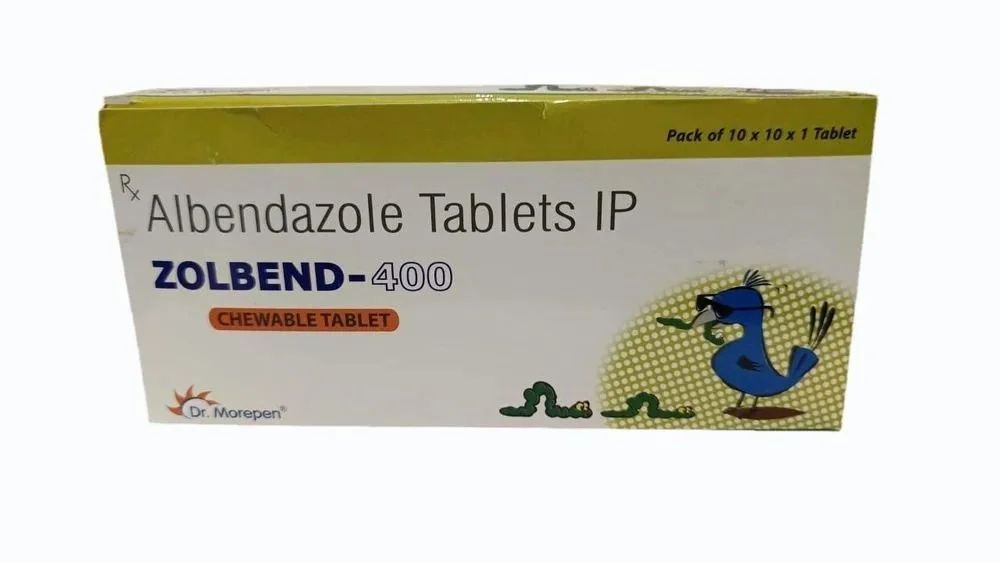 Pack of 10 x 10 x 1 Tablet
Rx Albendazole Tablets IP
ZOLBEND-400
CHEWABLE TABLET
Dr. Morepen®